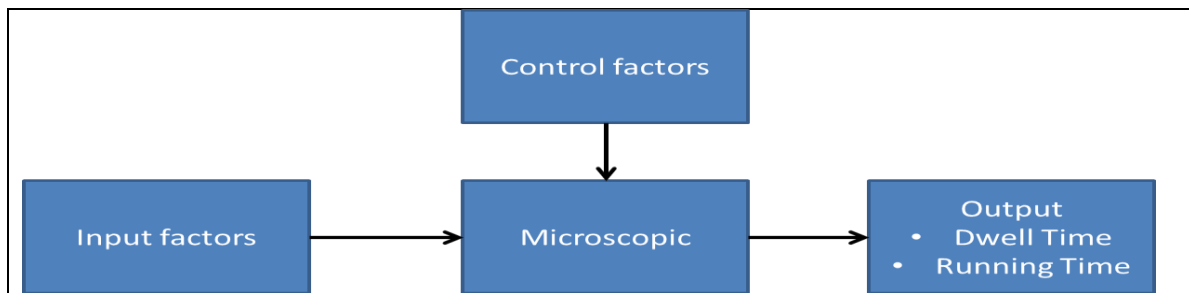 Control factors
Input factors
Microscopic
Output
• Dwell Time
• Running Time